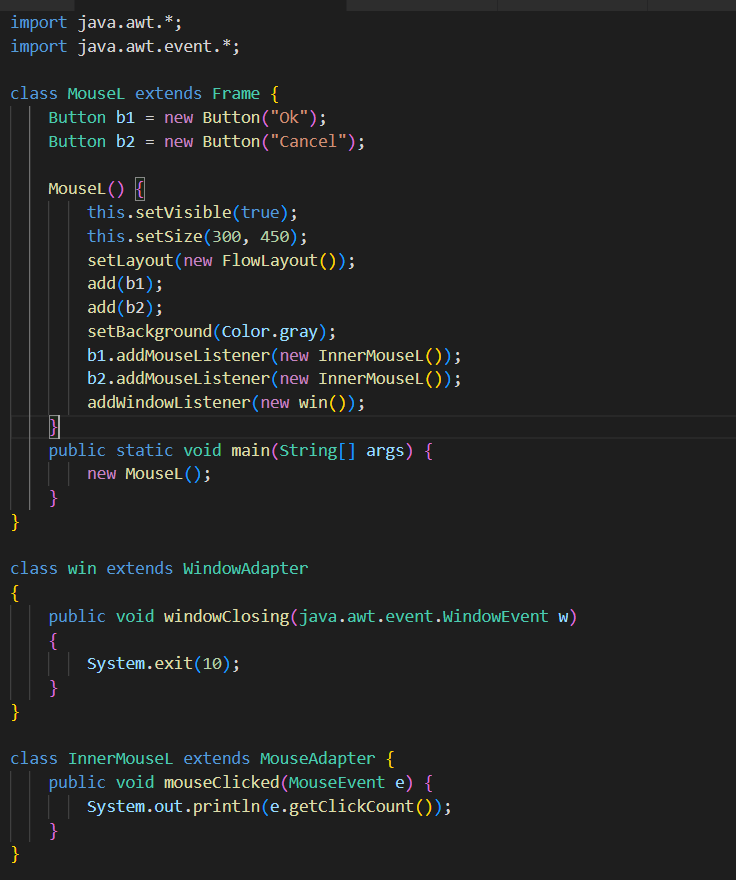 import java.awt.*;
import java.awt.event.*;

class MouseL extends Frame {
    Button b1 = new Button("Ok");
    Button b2 = new Button("Cancel");

    MouseL() {
        this.setVisible(true);
        this.setSize(300, 450);
        setLayout(new FlowLayout());
        add(b1);
        add(b2);
        setBackground(Color.gray);
        b1.addMouseListener(new InnerMouseL());
        b2.addMouseListener(new InnerMouseL());
        addWindowListener(new win());
    }
    public static void main(String[] args) {
        new MouseL();
    }
}

class win extends WindowAdapter
{
    public void windowClosing(java.awt.event.WindowEvent w)
    {
        System.exit(10);
    }
}

class InnerMouseL extends MouseAdapter {
    public void mouseClicked(MouseEvent e) {
        System.out.println(e.getClickCount());
    }
}